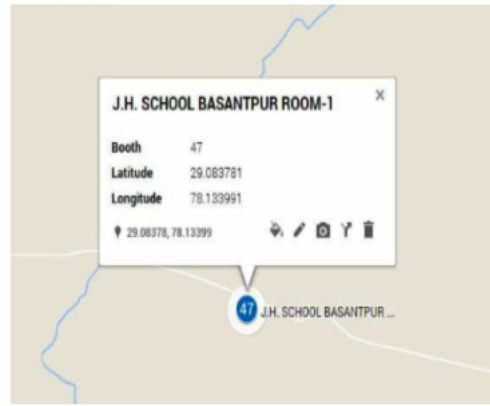 J.H. SCHOOL BASANTPUR ROOM-1 x
Booth 47
Latitude 29.083781
Longitude 78.133991
29.08378, 78.13399
47 J.H. SCHOOL BASANTPUR ...